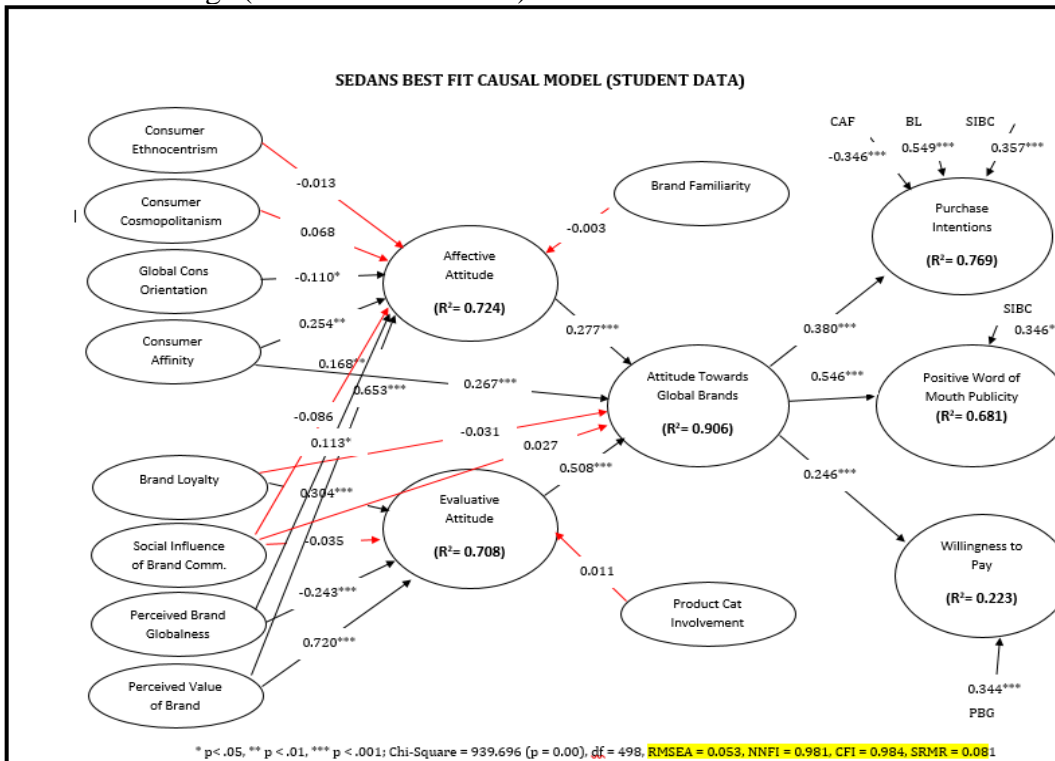 SEDANS BEST FIT CAUSAL MODEL (STUDENT DATA)
Consumer
Ethnocentrism
-0.013
Consumer
Cosmopolitanism
0.068
Global Cons
Orientation
-0.110*
Consumer
Affinity
0.254**
0.168**
0.653***
Affective
Attitude
(R²= 0.724)
Brand Familiarity
-0.003
0.277***
0.267***
Attitude Towards
Global Brands
(R²= 0.906)
CAF
BL
SIBC
-0.346***
0.549***
0.357***
Purchase
Intentions
(R²= 0.769)
0.380***
SIBC
0.346*
0.546***
Positive Word of
Mouth Publicity
(R²= 0.681)
0.246***
Willingness to
Pay
(R²= 0.223)
0.344***
PBG
-0.086
0.113*
-0.031
0.027
0.508***
Brand Loyalty
0.304***
Evaluative
Attitude
(R²= 0.708)
Social Influence
of Brand Comm.
-0.035
0.011
Perceived Brand
Globalness
-0.243***
Product Cat
Involvement
0.720***
Perceived Value
of Brand
* p< .05, ** p < .01, *** p < .001; Chi-Square = 939.696 (p = 0.00), df = 498, RMSEA = 0.053, NNFI = 0.981, CFI = 0.984, SRMR = 0.081